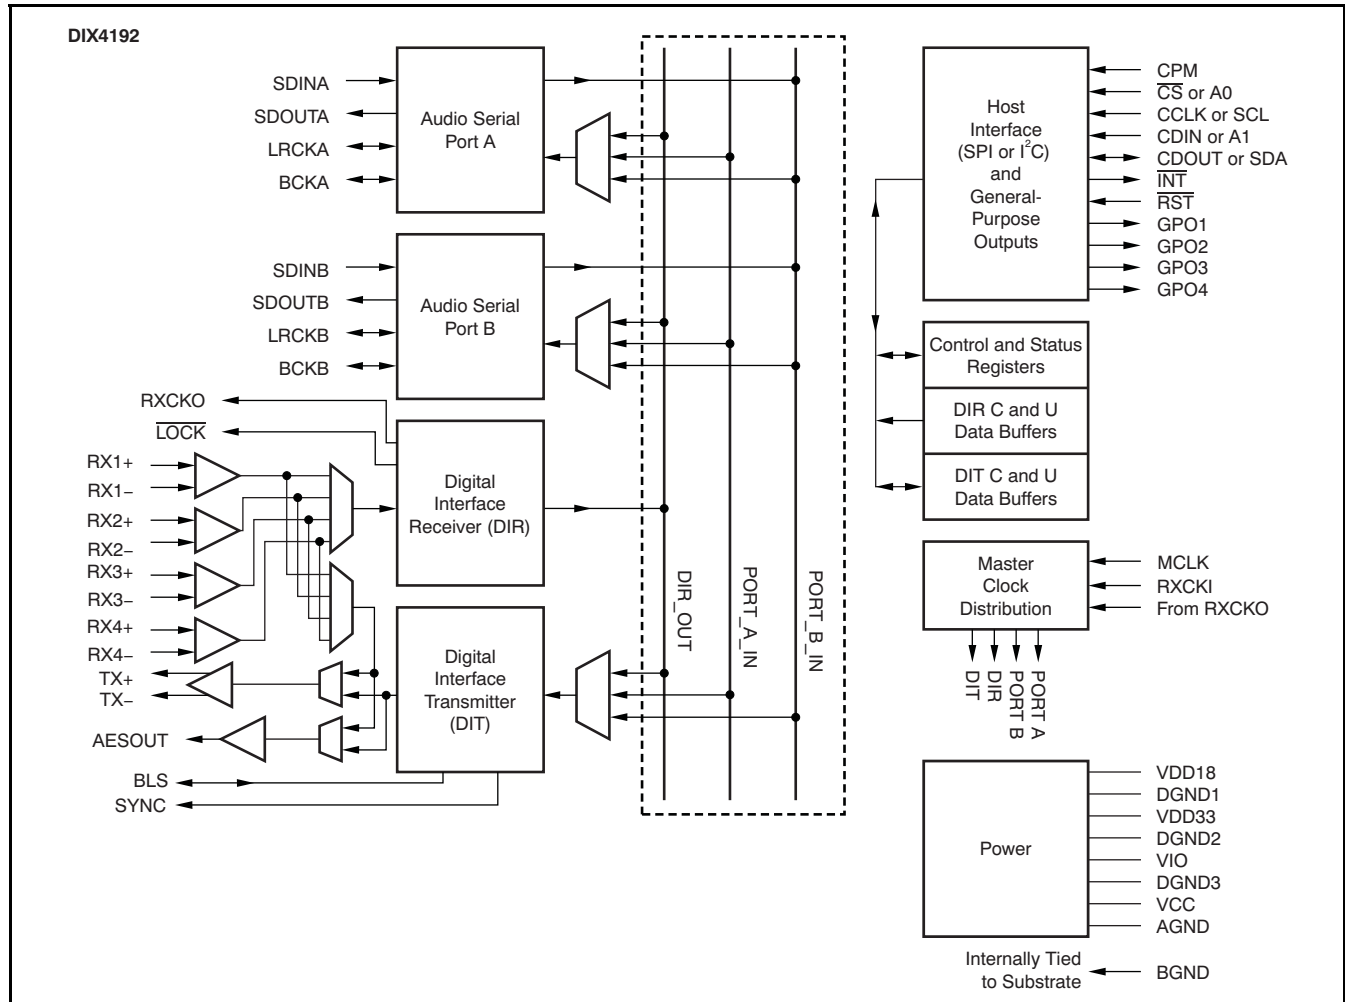 DIX4192
SDINA
SDOUTA
LRCKA
BCKA
Audio Serial
Port A
SDINB
SDOUTB
LRCKB
BCKB
Audio Serial
Port B
RXCKO
LOCK
RX1+
RX1−
RX2+
RX2−
RX3+
RX3−
RX4+
RX4−
Digital
Interface
Receiver (DIR)
TX+
TX−
AESOUT
BLS
SYNC
Digital
Interface
Transmitter
(DIT)
DIR_OUT
PORT_A_IN
PORT_B_IN
Host
Interface
(SPI or I²C)
and
General-
Purpose
Outputs
CPM
CS or A0
CCLK or SCL
CDIN or A1
CDOUT or SDA
INT
RST
GPO1
GPO2
GPO3
GPO4
Control and Status
Registers
DIR C and U
Data Buffers
DIT C and U
Data Buffers
Master
Clock
Distribution
MCLK
RXCKI
From RXCKO
DIT
DIR
PORT B
PORT A
Power
VDD18
DGND1
VDD33
DGND2
VIO
DGND3
VCC
AGND
Internally Tied
to Substrate
BGND